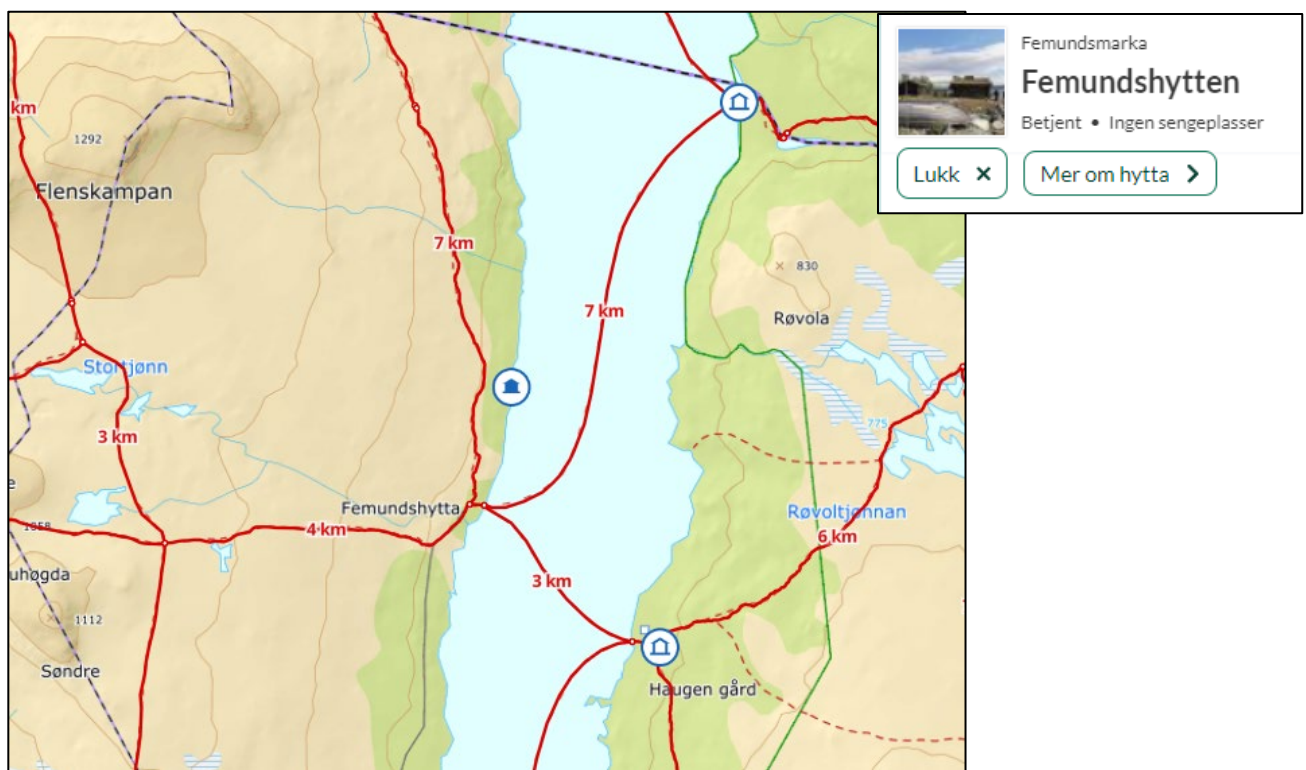 km
1292
Flenskampan
7 km
7 km
830
Røvola
Stortjønn
3 km
775
Femundshytta
Røvoltjønnan
4 km
6 km
3 km
uhøgda
1112
Søndre
Haugen gård
Femundsmarka
Femundshytten
Betjent • Ingen sengeplasser
Lukk ×
Mer om hytta >